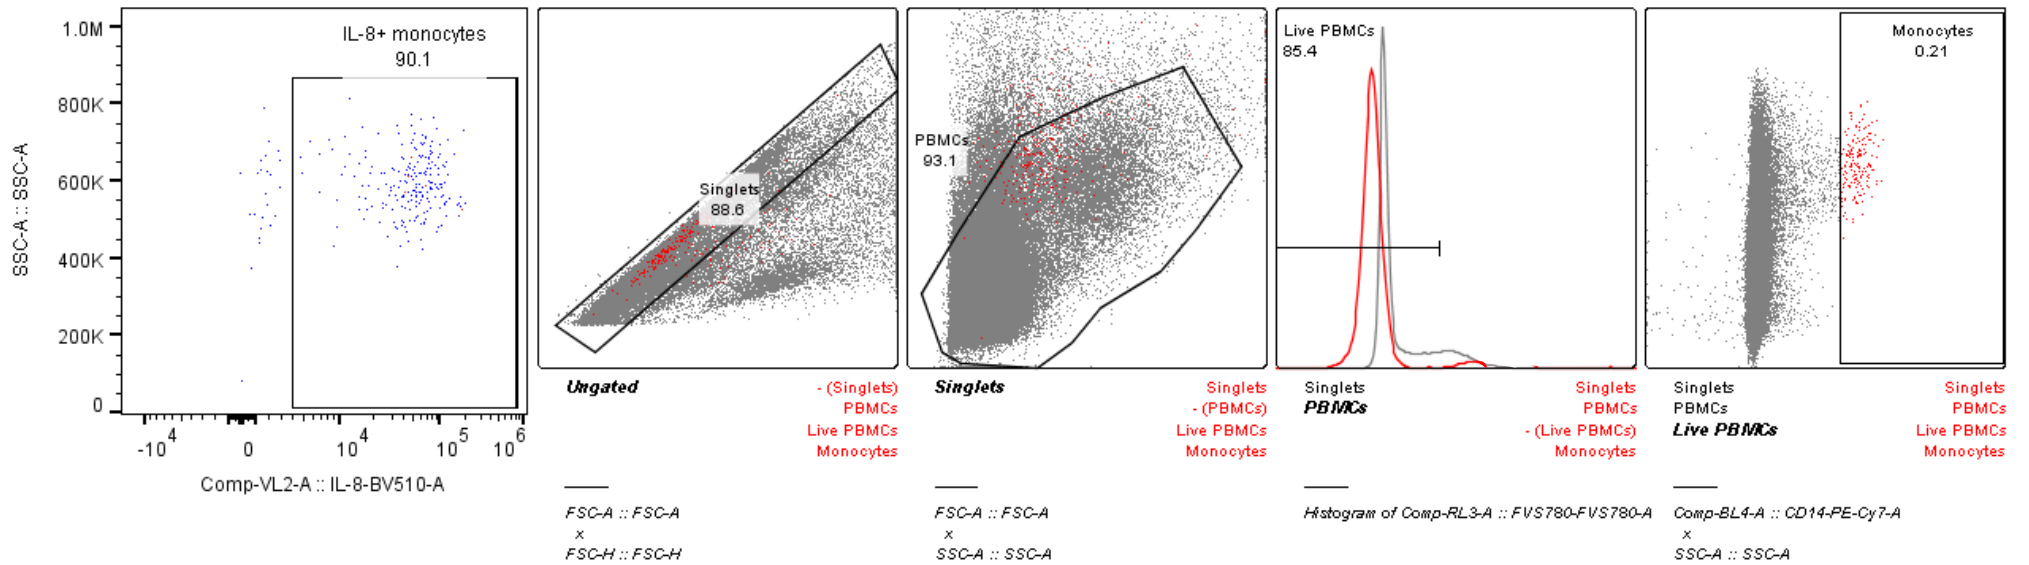 1.0M
800K
600K
400K
200K
0
SSC-A :: SSC-A
IL-8+ monocytes
90.1
-10^4
0
10^4
10^5
10^6
Comp-VL2-A :: IL-8-BV510-A
Singlets
88.6
Ungated
- (Singlets)
PBMCs
Live PBMCs
Monocytes
FSC-A :: FSC-A
x
FSC-H :: FSC-H
PBMCs
93.1
Singlets
Singlets
- (PBMCs)
Live PBMCs
Monocytes
FSC-A :: FSC-A
x
SSC-A :: SSC-A
Live PBMCs
85.4
Singlets
PBMCs
Singlets
PBMCs
- (Live PBMCs)
Monocytes
Histogram of Comp-RL3-A :: FVS780-FVS780-A
Monocytes
0.21
Singlets
PBMCs
Live PBMCs
Singlets
PBMCs
Live PBMCs
Monocytes
Comp-BL4-A :: CD14-PE-Cy7-A
x
SSC-A :: SSC-A